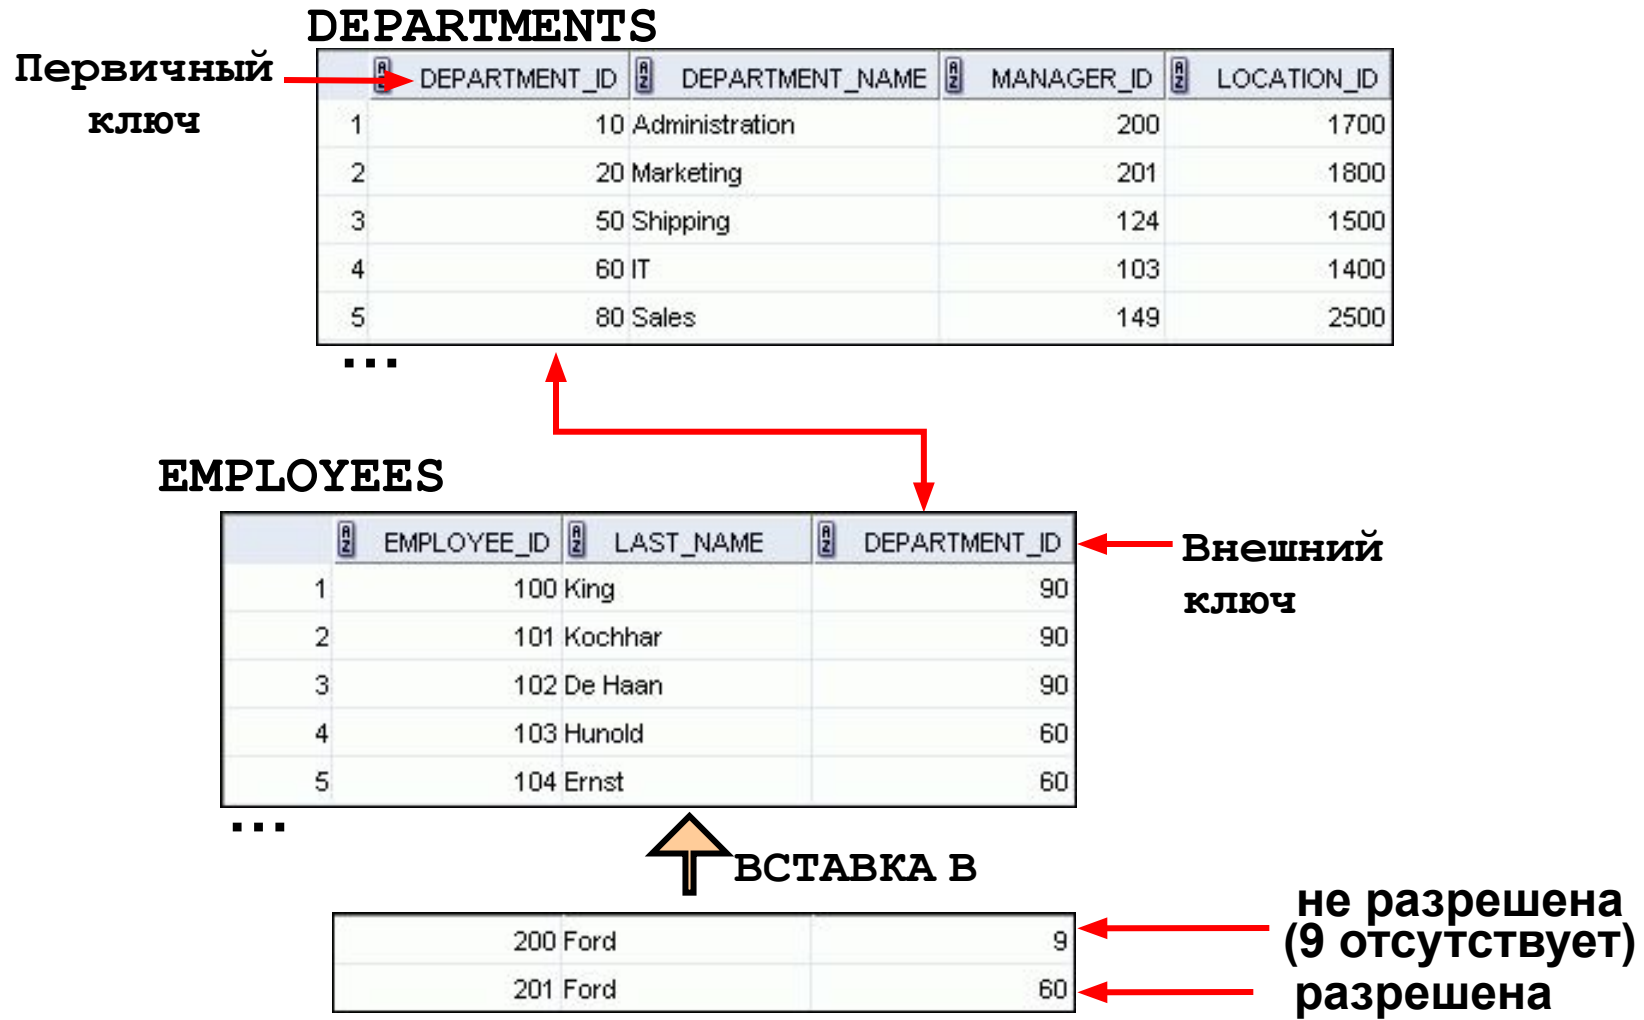 DEPARTMENTS
Первичный
ключ
DEPARTMENT_ID DEPARTMENT_NAME MANAGER_ID LOCATION_ID
1 10 Administration 200 1700
2 20 Marketing 201 1800
3 50 Shipping 124 1500
4 60 IT 103 1400
5 80 Sales 149 2500
...
EMPLOYEES
EMPLOYEE_ID LAST_NAME DEPARTMENT_ID
1 100 King 90
2 101 Kochhar 90
3 102 De Haan 90
4 103 Hunold 60
5 104 Ernst 60
...
Внешний
ключ
ВСТАВКА В
200 Ford 9
201 Ford 60
не разрешена
(9 отсутствует)
разрешена